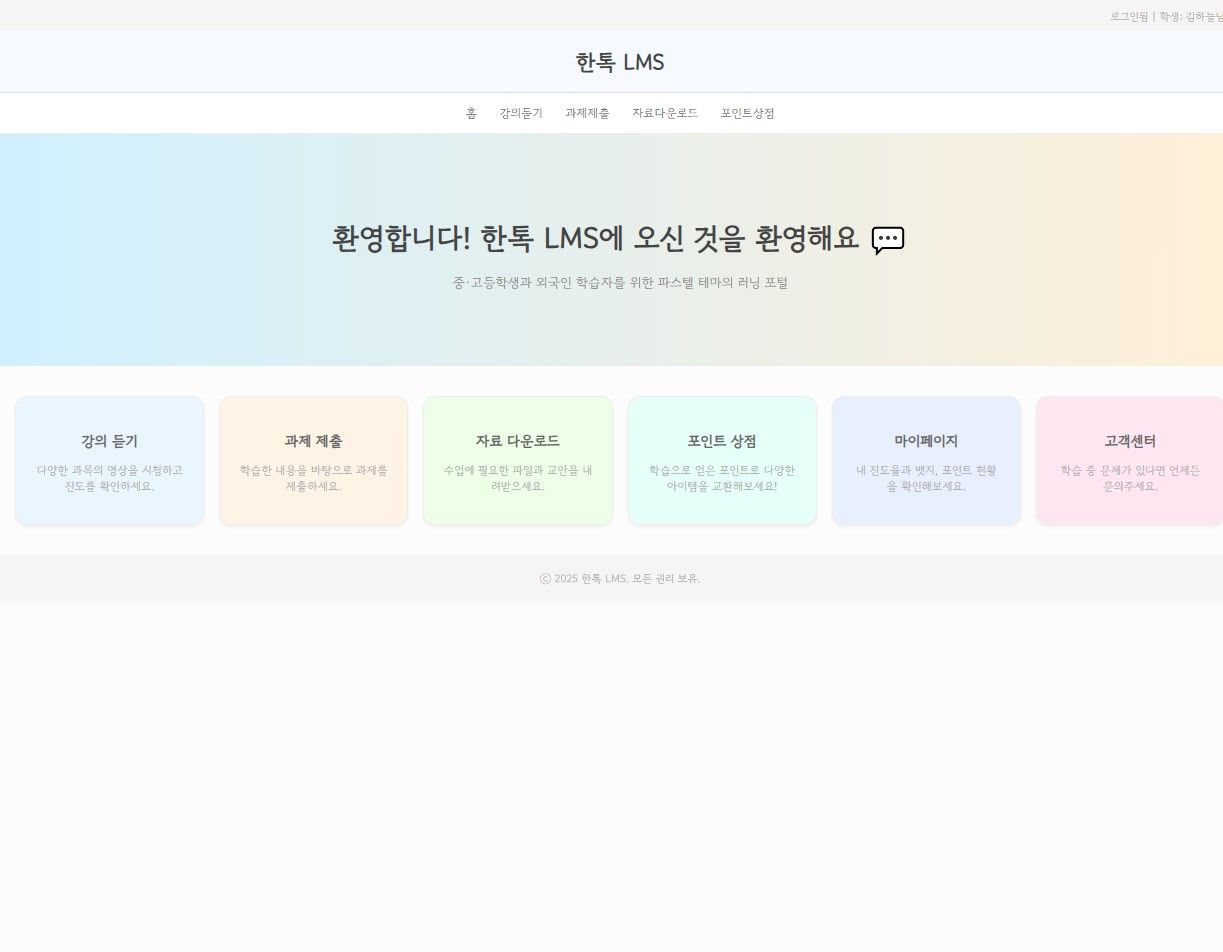 로그인됨 | 학생: 김하늘님
한톡 LMS
홈 강의듣기 과제제출 자료다운로드 포인트상점
환영합니다! 한톡 LMS에 오신 것을 환영해요 💬
중·고등학생과 외국인 학습자를 위한 파스텔 테마의 러닝 포털
강의 듣기
다양한 과목의 영상을 시청하고
진도를 확인하세요.
과제 제출
학습한 내용을 바탕으로 과제를
제출하세요.
자료 다운로드
수업에 필요한 파일과 교안을 내
려받으세요.
포인트 상점
학습으로 얻은 포인트로 다양한
아이템을 교환해보세요!
마이페이지
내 진도율과 뱃지, 포인트 현황
을 확인해보세요.
고객센터
학습 중 문제가 있다면 언제든
문의주세요.
ⓒ 2025 한톡 LMS. 모든 권리 보유.